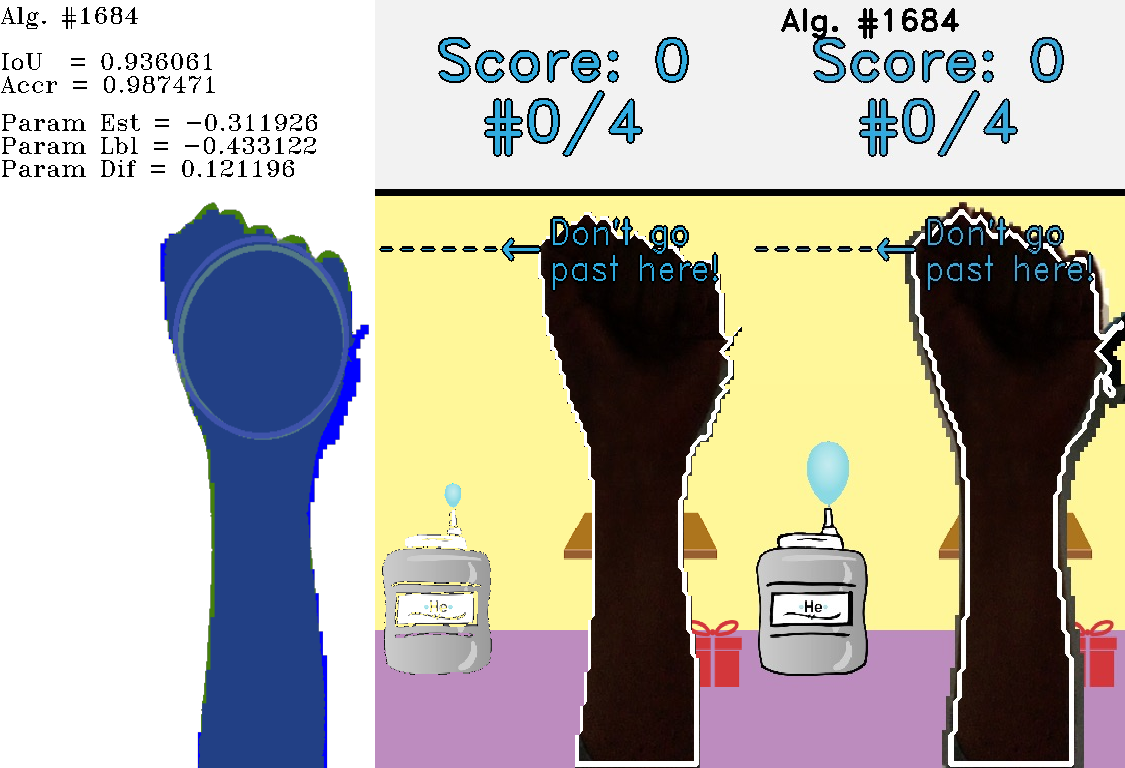 Alg. #1684
IoU = 0.936061
Accr = 0.987471
Param Est = −0.311926
Param Lbl = −0.433122
Param Dif = 0.121196
Score: 0
#0/4
Don't go
past here!
He
Alg. #1684
Score: 0
#0/4
Don't go
past here!
He